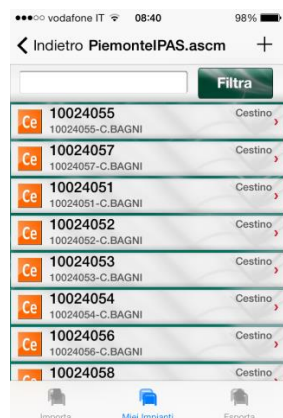 vodafone IT 08:40 98%
Indietro PiemonteIPAS.ascm +
Filtra
Ce 10024055 Cestino
10024055-C.BAGNI
Ce 10024057 Cestino
10024057-C.BAGNI
Ce 10024051 Cestino
10024051-C.BAGNI
Ce 10024052 Cestino
10024052-C.BAGNI
Ce 10024053 Cestino
10024053-C.BAGNI
Ce 10024054 Cestino
10024054-C.BAGNI
Ce 10024056 Cestino
10024056-C.BAGNI
10024058 Cestino
Importa Miei Impianti Esporta